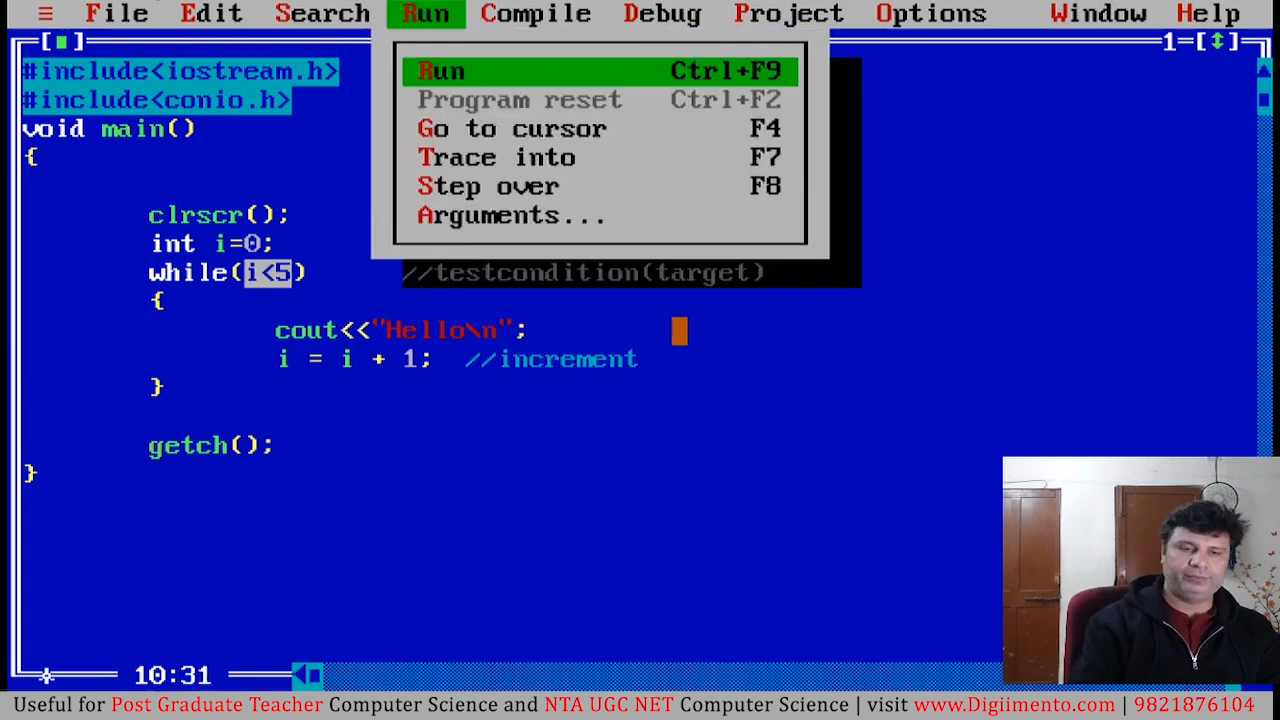 ≡ File Edit Search Run Compile Debug Project Options Window Help
[■] 1=[↕]
Run Ctrl+F9
Program reset Ctrl+F2
Go to cursor F4
Trace into F7
Step over F8
Arguments...
#include<iostream.h>
#include<conio.h>
void main()
{
clrscr();
int i=0;
while(i<5) //testcondition(target)
{
cout<<"Hello\n";
i = i + 1; //increment
}
getch();
}
10:31
Useful for Post Graduate Teacher Computer Science and NTA UGC NET Computer Science | visit www.Digiimento.com | 9821876104